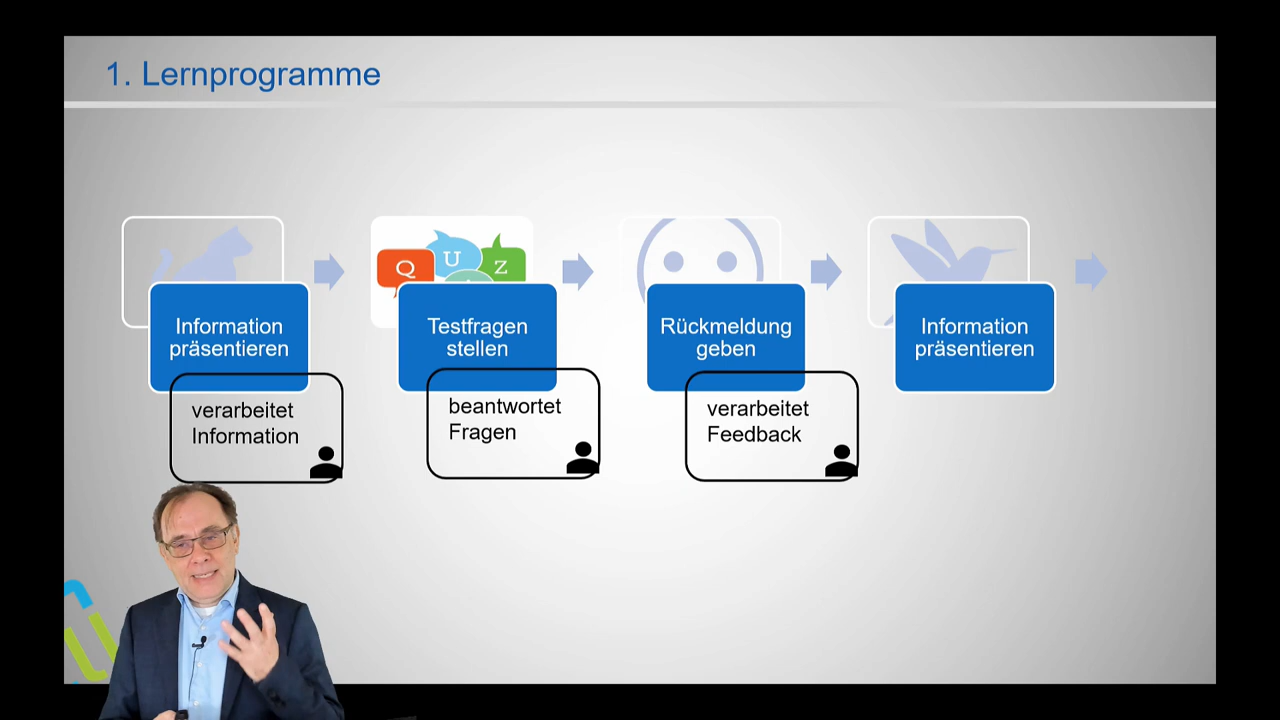 1. Lernprogramme
Q U Z
Information
präsentieren
verarbeitet
Information
Testfragen
stellen
beantwortet
Fragen
Rückmeldung
geben
verarbeitet
Feedback
Information
präsentieren